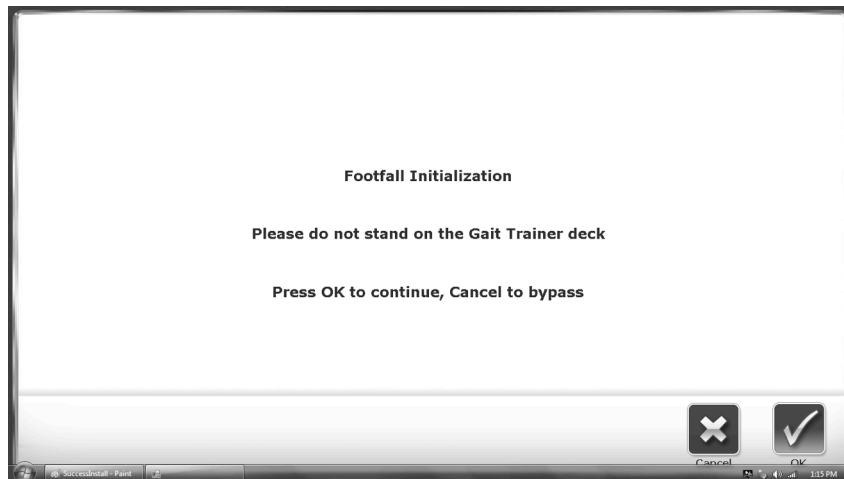 Footfall Initialization
Please do not stand on the Gait Trainer deck
Press OK to continue, Cancel to bypass
Cancel
OK
SuccessInstall - Paint
1:15 PM